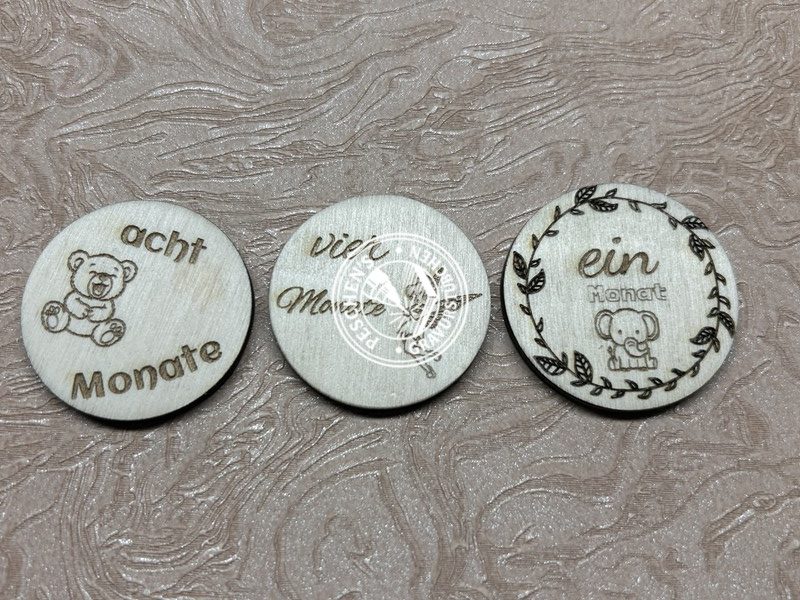 acht
Monate
vier
Monate
ein
Monat